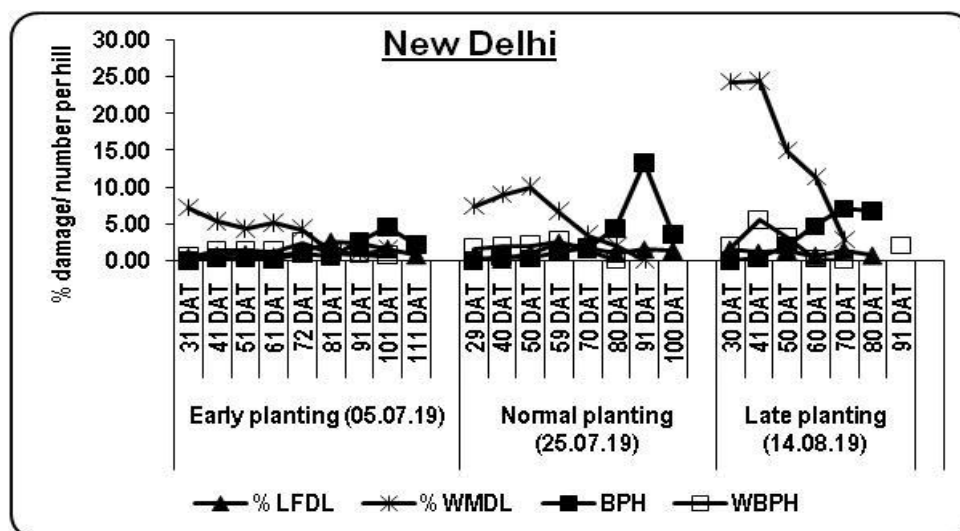 New Delhi
% damage/ number per hill
30.00
25.00
20.00
15.00
10.00
5.00
0.00
31 DAT
41 DAT
51 DAT
61 DAT
72 DAT
81 DAT
91 DAT
101 DAT
111 DAT
29 DAT
40 DAT
50 DAT
59 DAT
70 DAT
80 DAT
91 DAT
100 DAT
30 DAT
41 DAT
50 DAT
60 DAT
70 DAT
80 DAT
91 DAT
Early planting (05.07.19)
Normal planting
(25.07.19)
Late planting
(14.08.19)
% LFDL
% WMDL
BPH
WBPH